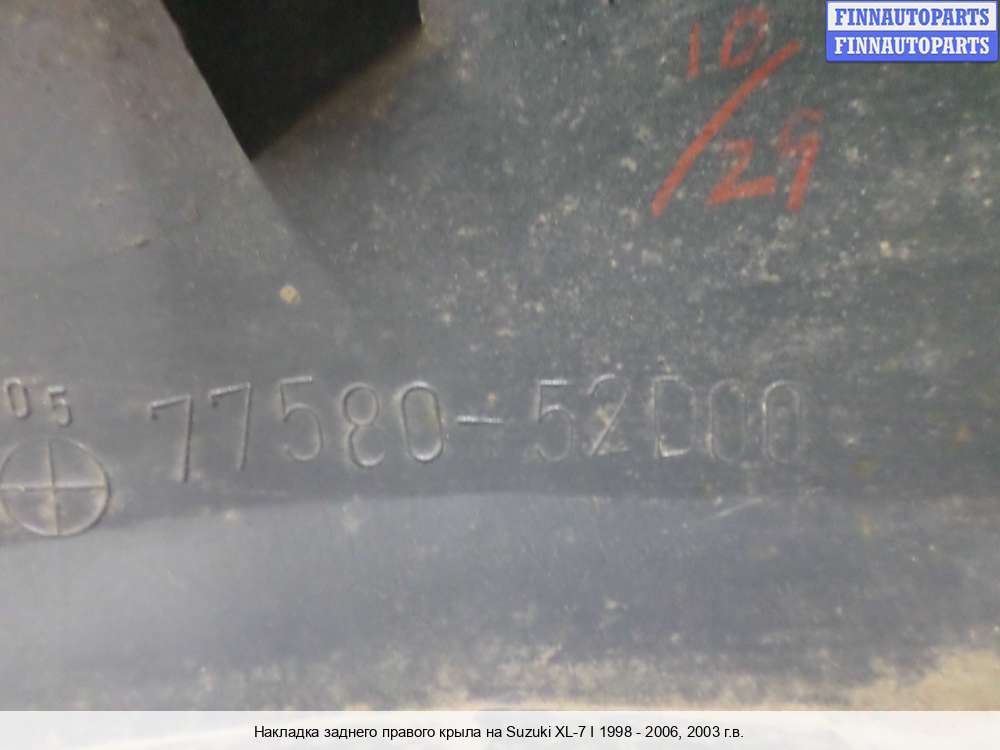 FINNAUTOPARTS
FINNAUTOPARTS
10/29
05
77580-52D00
Накладка заднего правого крыла на Suzuki XL-7 I 1998 - 2006, 2003 г.в.